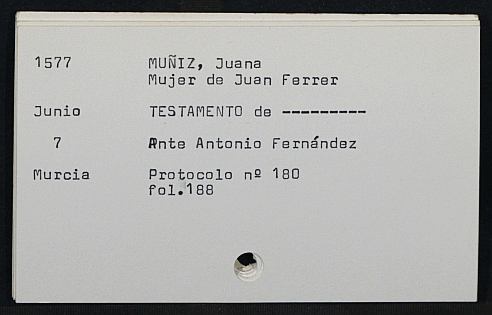 1577 MUÑIZ, Juana
Mujer de Juan Ferrer
Junio TESTAMENTO de ---------
7 Ante Antonio Fernández
Murcia Protocolo nº 180
fol.188